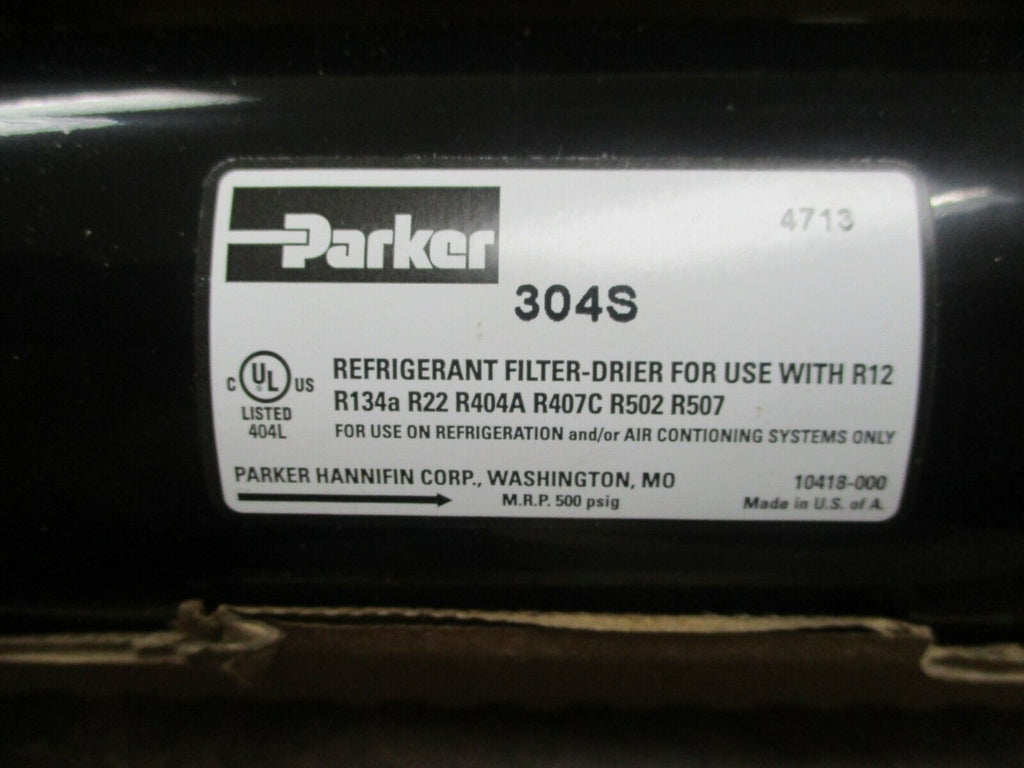 Parker
4713
304S
C UL US
LISTED
404L
REFRIGERANT FILTER-DRIER FOR USE WITH R12
R134a R22 R404A R407C R502 R507
FOR USE ON REFRIGERATION and/or AIR CONTIONING SYSTEMS ONLY
PARKER HANNIFIN CORP., WASHINGTON, MO
10418-000
M.R.P. 500 psig
Made in U.S. of A.